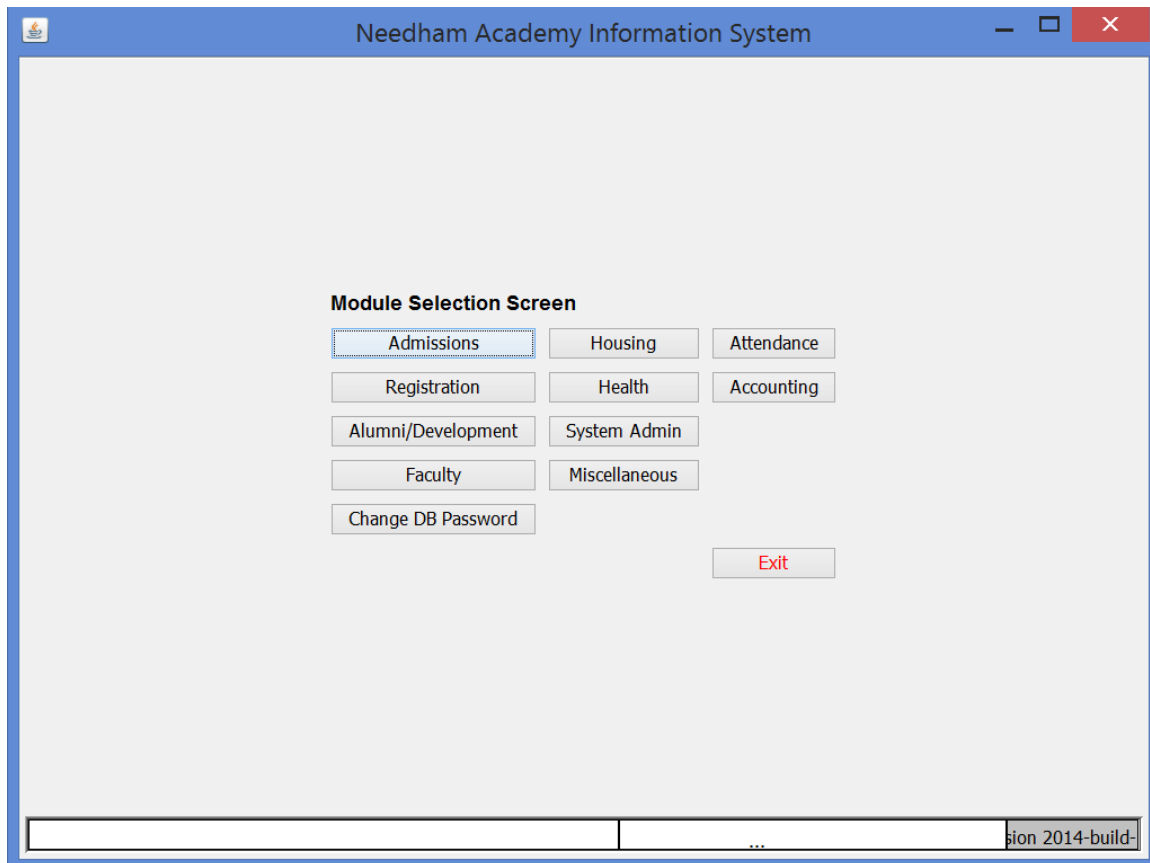 Needham Academy Information System
Module Selection Screen
Admissions Housing Attendance
Registration Health Accounting
Alumni/Development System Admin
Faculty Miscellaneous
Change DB Password
Exit
... sion 2014-build-